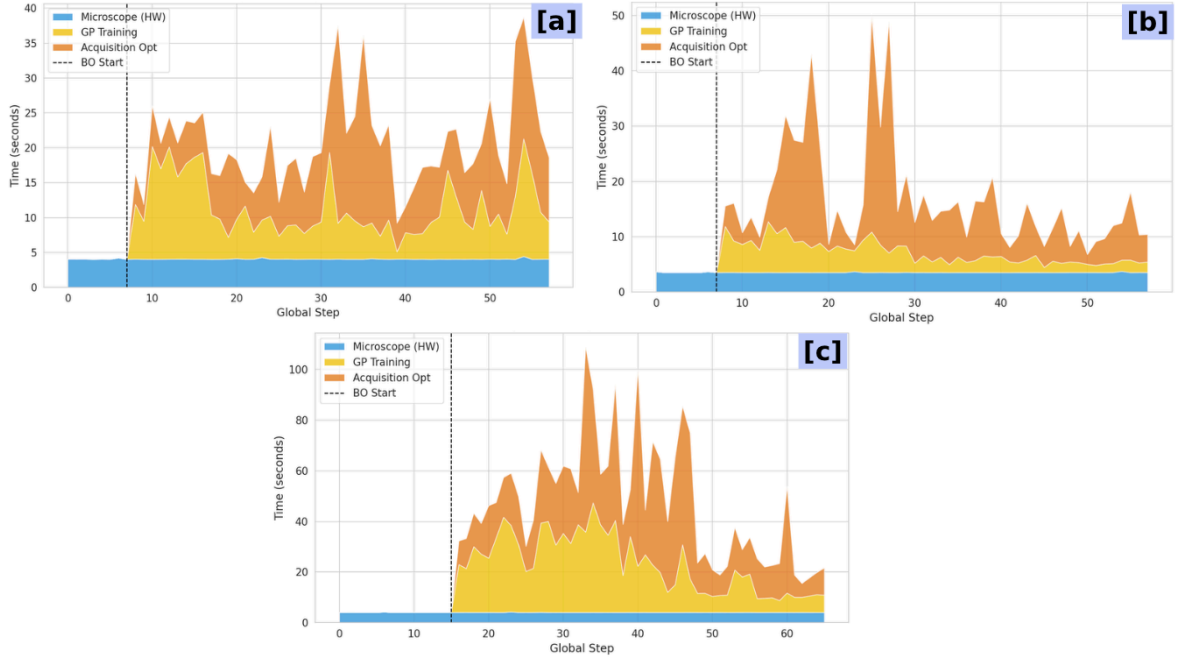 [a]
Microscope (HW)
GP Training
Acquisition Opt
BO Start
Time (seconds)
40
35
30
25
20
15
10
5
0
0 10 20 30 40 50
Global Step
[b]
Microscope (HW)
GP Training
Acquisition Opt
BO Start
Time (seconds)
50
40
30
20
10
0
0 10 20 30 40 50
Global Step
[c]
Microscope (HW)
GP Training
Acquisition Opt
BO Start
Time (seconds)
100
80
60
40
20
0
0 10 20 30 40 50 60
Global Step